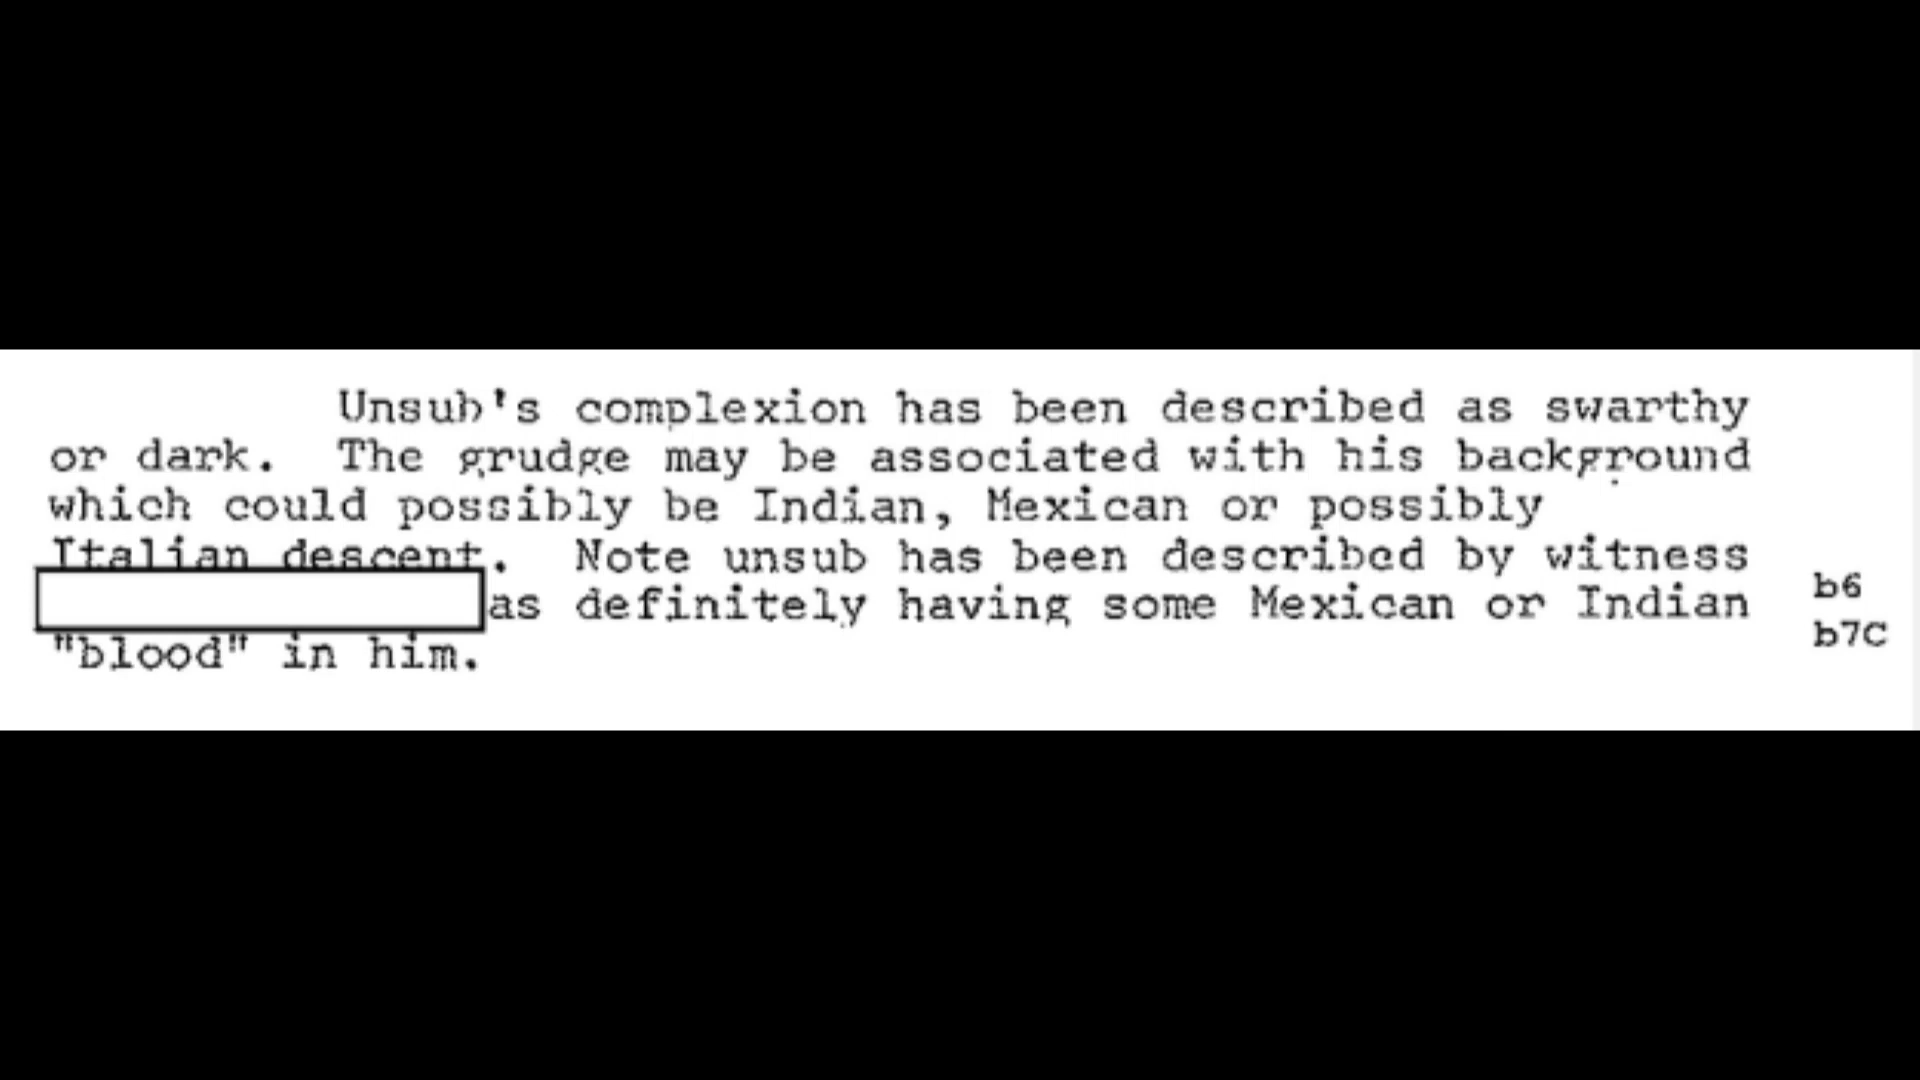 Unsub's complexion has been described as swarthy
or dark. The grudge may be associated with his background
which could possibly be Indian, Mexican or possibly
Italian descent. Note unsub has been described by witness
as definitely having some Mexican or Indian
"blood" in him.
b6
b7C